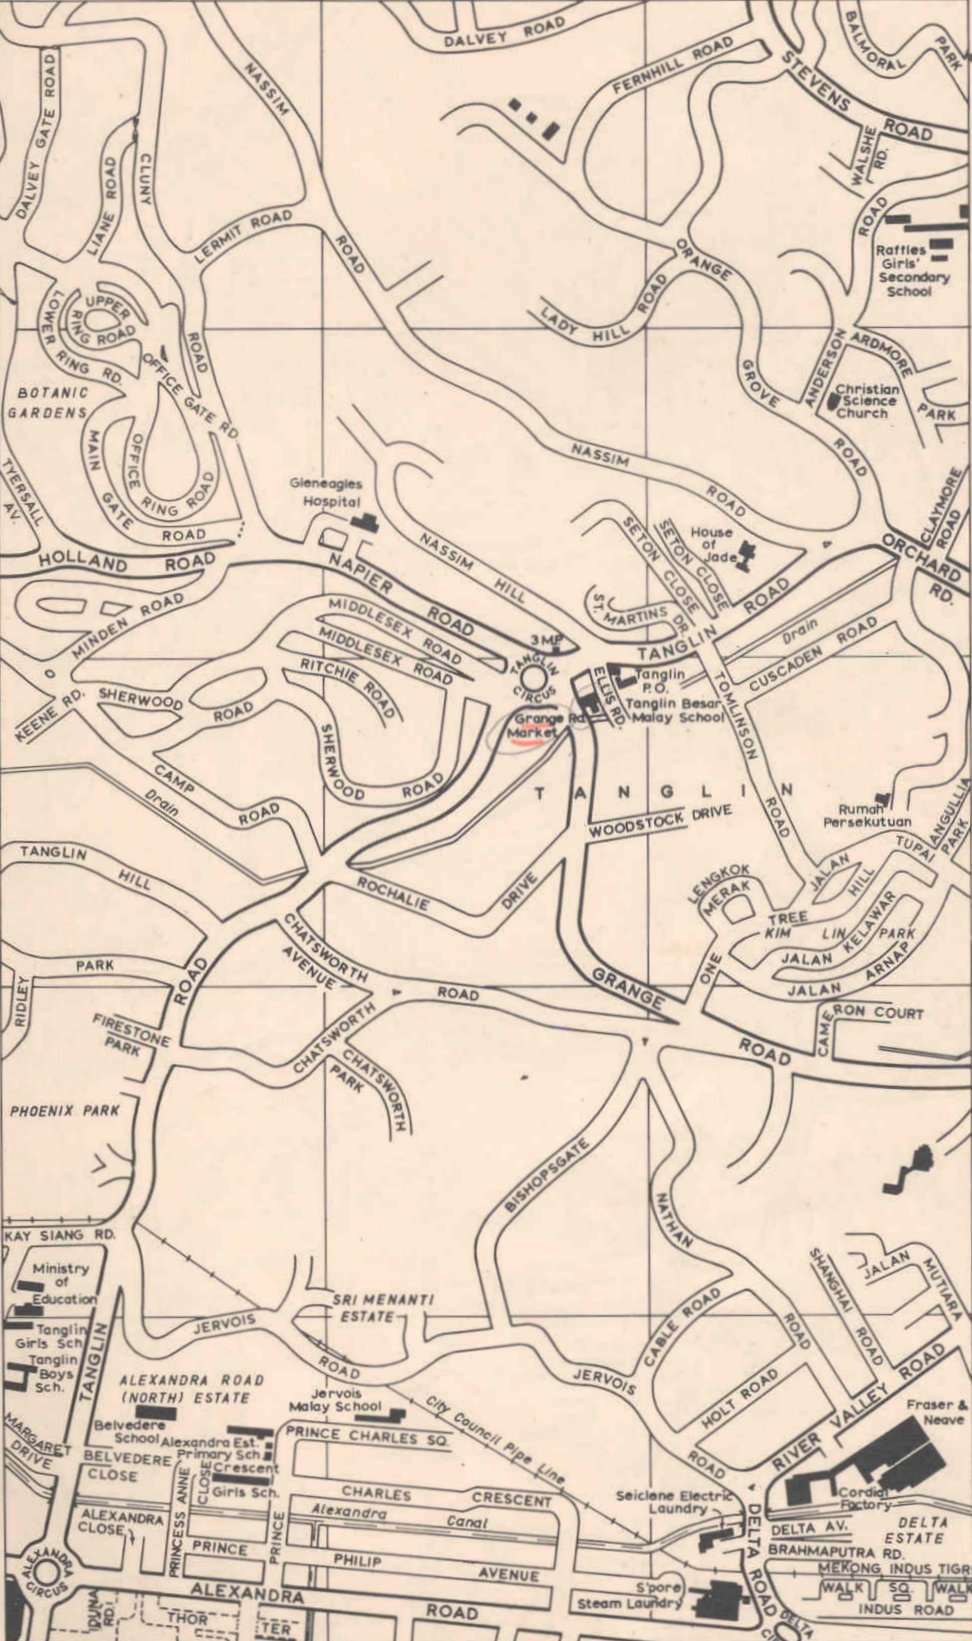 DALVEY ROAD
BALMORAL
PARK
NASSIM
FERNHILL ROAD
STEVENS
ROAD
DALVEY GATE ROAD
CLUNY
LIANE ROAD
WALSHE
RD.
LERMIT ROAD
ROAD
ROAD
Raffles
Girls'
Secondary
School
ORANGE
LADY HILL ROAD
UPPER
RING ROAD
LOWER
RING RD.
ROAD
OFFICE GATE RD
ANDERSON
ARDMORE
GROVE
BOTANIC
GARDENS
Christian
Science
Church
PARK
MAIN
GATE
ROAD
OFFICE
RING ROAD
NASSIM
ROAD
ROAD
TYERSALL
AV.
Gleneagles
Hospital
CLAYMORE
ROAD
HOLLAND
ROAD
NAPIER
ROAD
NASSIM
HILL
SETON CLOSE
SETON CLOSE
House
of
Jade
ORCHARD
RD.
MINDEN ROAD
MIDDLESEX ROAD
MIDDLESEX ROAD
RITCHIE ROAD
ST. MARTINS DR.
TANGLIN
ROAD
Drain
CUSCADEN ROAD
3 MP
TANGLIN
CIRCUS
ELLIS RD.
Tanglin
P.O.
Tanglin Besar
Malay School
TOMLINSON
ROAD
KEENE RD.
SHERWOOD
ROAD
SHERWOOD
ROAD
Grange Rd.
Market
CAMP
ROAD
Drain
TANGLIN
WOODSTOCK DRIVE
Rumah
Persekutuan
ANGULLIA
PARK
TUPAI
TANGLIN
HILL
ROCHALIE
DRIVE
LENGKOK
MERAK
JALAN
HILL
TREE
KIM LIN PARK
JALAN KELAWAR
JALAN ARNAP
CHATSWORTH
AVENUE
PARK
ROAD
RIDLEY
ROAD
GRANGE
ROAD
ONE
CAMERON COURT
FIRESTONE
PARK
CHATSWORTH
PARK
CHATSWORTH
PHOENIX PARK
BISHOPSGATE
NATHAN
ROAD
KAY SIANG RD.
Ministry
of
Education
SHANGHAI
ROAD
JALAN
MUTIARA
SRI MENANTI
ESTATE
CABLE ROAD
Tanglin
Girls Sch.
Tanglin
Boys
Sch.
TANGLIN
JERVOIS
ROAD
JERVOIS
ROAD
HOLT ROAD
RIVER VALLEY ROAD
ALEXANDRA ROAD
(NORTH) ESTATE
Jervois
Malay School
City Council Pipe Line
Fraser &
Neave
MARGARET
DRIVE
Belvedere
School
Alexandra Est.
Primary Sch.
PRINCE CHARLES SQ.
BELVEDERE
CLOSE
PRINCESS ANNE
CLOSE
Crescent
Girls Sch.
CHARLES
CRESCENT
Seiclene Electric
Laundry
Cordial
Factory
ALEXANDRA
CLOSE
PRINCE
Alexandra
Canal
DELTA
ROAD
DELTA AV.
DELTA
ESTATE
BRAHMAPUTRA RD.
PRINCE
PHILIP
AVENUE
MEKONG INDUS TIGR
WALK
SQ.
WALK
ALEXANDRA
CIRCUS
S'pore
Steam Laundry
INDUS ROAD
ALEXANDRA
ROAD
DELTA
RD.
THOR
TER